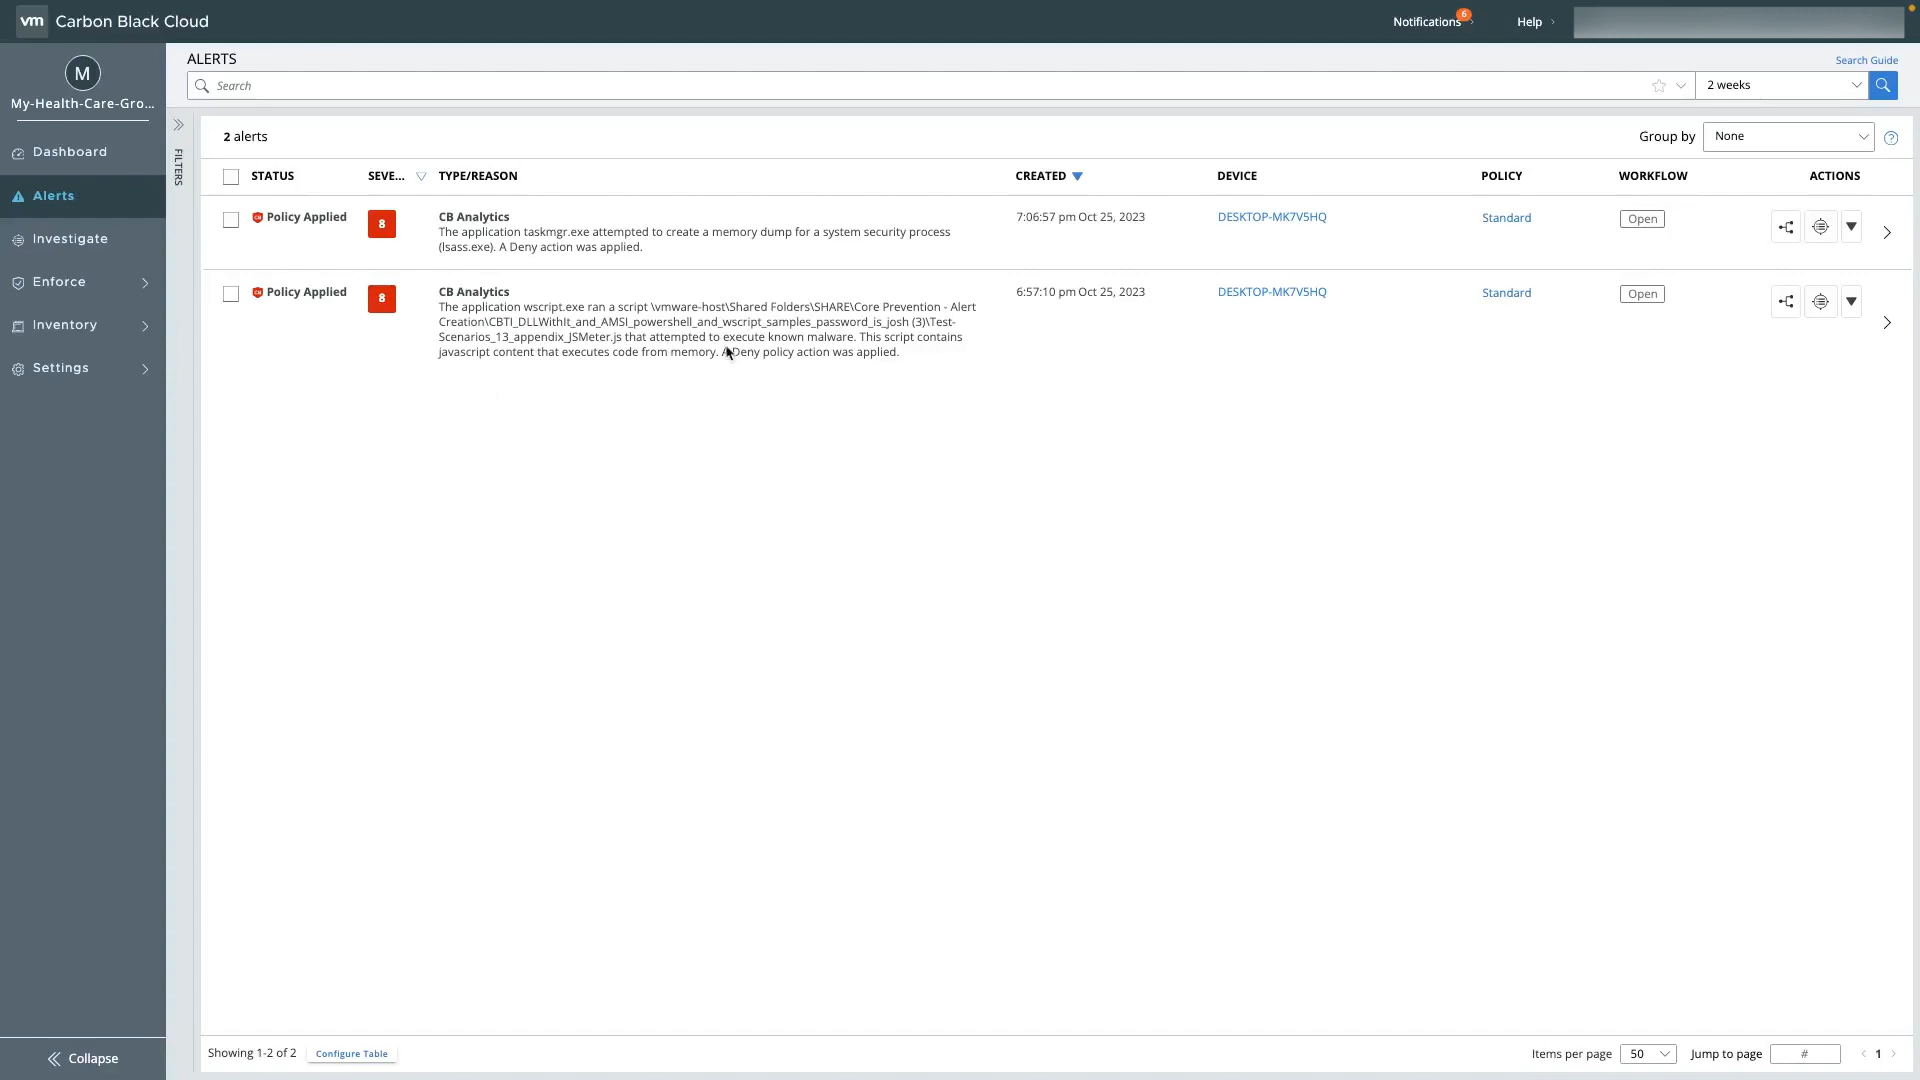 vm Carbon Black Cloud
Notifications 6
Help
M
My-Health-Care-Gro...
Dashboard
Alerts
Investigate
Enforce
Inventory
Settings
Collapse
ALERTS
Search Guide
Search
2 weeks
FILTERS
2 alerts
Group by None
STATUS SEVE... TYPE/REASON CREATED DEVICE POLICY WORKFLOW ACTIONS
Policy Applied 8 CB Analytics 7:06:57 pm Oct 25, 2023 DESKTOP-MK7V5HQ Standard Open
The application taskmgr.exe attempted to create a memory dump for a system security process
(lsass.exe). A Deny action was applied.
Policy Applied 8 CB Analytics 6:57:10 pm Oct 25, 2023 DESKTOP-MK7V5HQ Standard Open
The application wscript.exe ran a script \vmware-host\Shared Folders\SHARE\Core Prevention - Alert
Creation\CBTI_DLLWithIt_and_AMSI_powershell_and_wscript_samples_password_is_josh (3)\Test-
Scenarios_13_appendix_JSMeter.js that attempted to execute known malware. This script contains
javascript content that executes code from memory. A Deny policy action was applied.
Showing 1-2 of 2 Configure Table
Items per page 50 Jump to page # 1